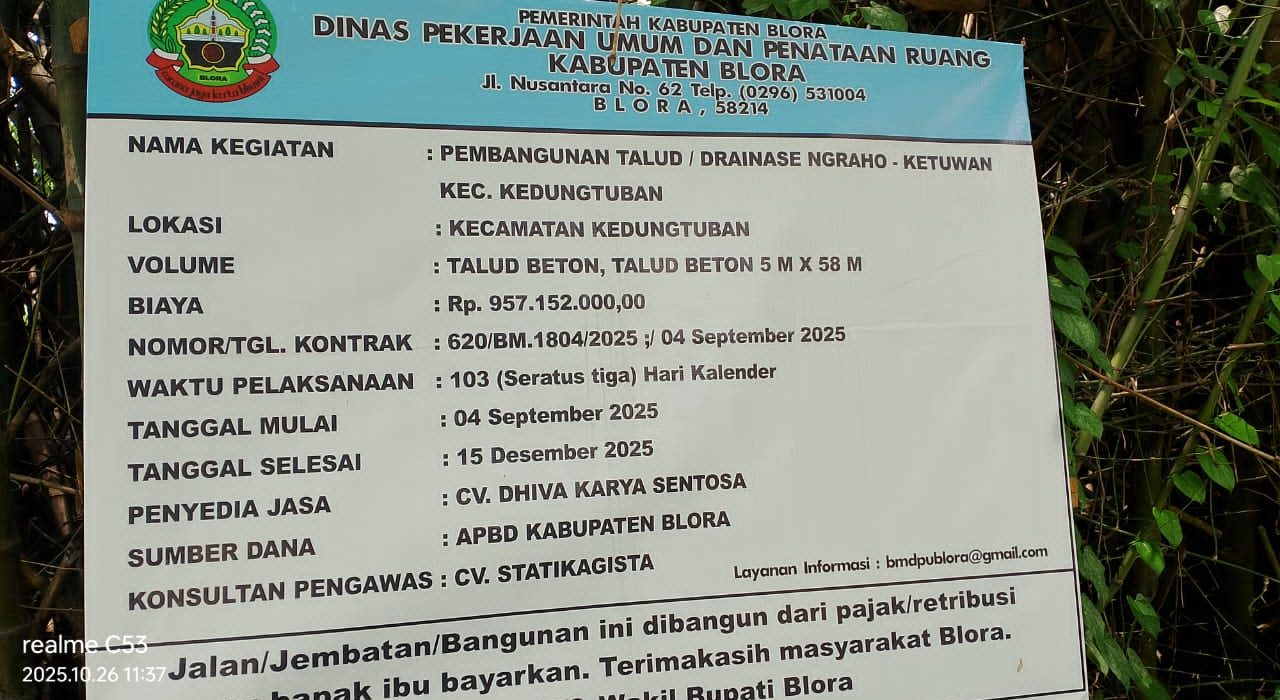 BLORA
PEMERINTAH KABUPATEN BLORA
DINAS PEKERJAAN UMUM DAN PENATAAN RUANG
KABUPATEN BLORA
Jl. Nusantara No. 62 Telp. (0296) 531004
BLORA, 58214
NAMA KEGIATAN : PEMBANGUNAN TALUD / DRAINASE NGRAHO - KETUWAN
KEC. KEDUNGTUBAN
LOKASI : KECAMATAN KEDUNGTUBAN
VOLUME : TALUD BETON, TALUD BETON 5 M X 58 M
BIAYA : Rp. 957.152.000,00
NOMOR/TGL. KONTRAK : 620/BM.1804/2025 ;/ 04 September 2025
WAKTU PELAKSANAAN : 103 (Seratus tiga) Hari Kalender
TANGGAL MULAI : 04 September 2025
TANGGAL SELESAI : 15 Desember 2025
PENYEDIA JASA : CV. DHIVA KARYA SENTOSA
SUMBER DANA : APBD KABUPATEN BLORA
KONSULTAN PENGAWAS : CV. STATIKAGISTA
Layanan Informasi : bmdpublora@gmail.com
Jalan/Jembatan/Bangunan ini dibangun dari pajak/retribusi
bapak ibu bayarkan. Terimakasih masyarakat Blora.
Wakil Bupati Blora
realme C53
2025.10.26 11:37